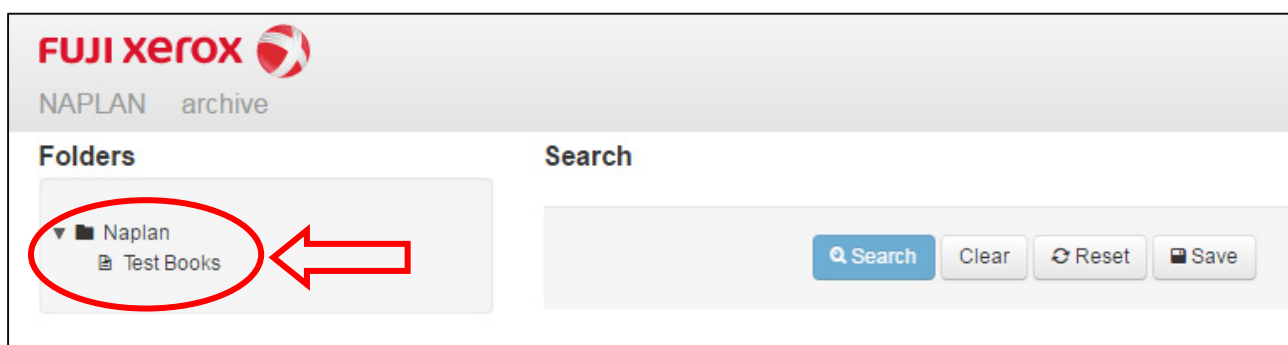 FUJI xerox
NAPLAN archive
Folders
Search
Naplan
Test Books
Search Clear Reset Save